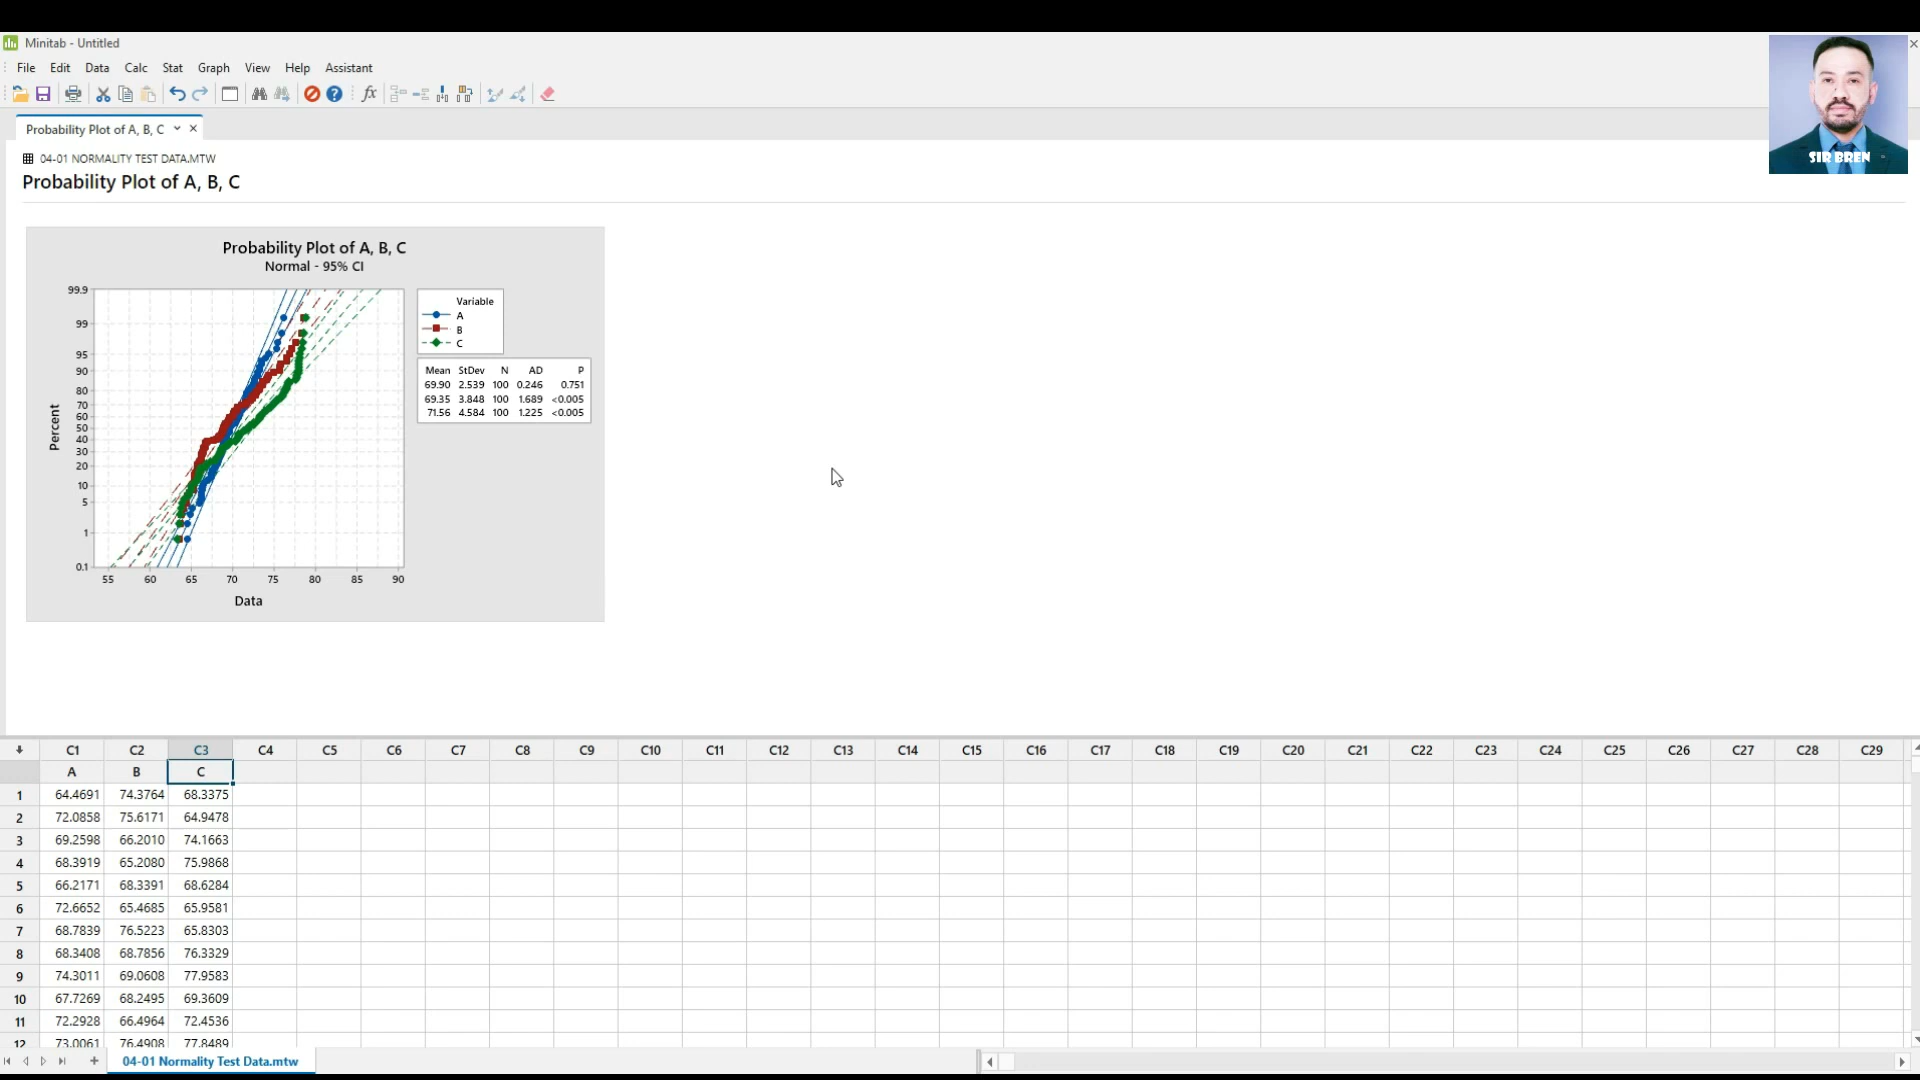 Minitab - Untitled
File Edit Data Calc Stat Graph View Help Assistant
fx
SIR BREN
Probability Plot of A, B, C
04-01 NORMALITY TEST DATA.MTW
Probability Plot of A, B, C
Probability Plot of A, B, C
Normal - 95% CI
99.9
99
95
90
80
70
60
50
40
30
20
10
5
1
0.1
Percent
55 60 65 70 75 80 85 90
Data
Variable
A
B
C
Mean StDev N AD P
69.90 2.539 100 0.246 0.751
69.35 3.848 100 1.689 <0.005
71.56 4.584 100 1.225 <0.005
C1 C2 C3 C4 C5 C6 C7 C8 C9 C10 C11 C12 C13 C14 C15 C16 C17 C18 C19 C20 C21 C22 C23 C24 C25 C26 C27 C28 C29
A B C
1 64.4691 74.3764 68.3375
2 72.0858 75.6171 64.9478
3 69.2598 66.2010 74.1663
4 68.3919 65.2080 75.9868
5 66.2171 68.3391 68.6284
6 72.6652 65.4685 65.9581
7 68.7839 76.5223 65.8303
8 68.3408 68.7856 76.3329
9 74.3011 69.0608 77.9583
10 67.7269 68.2495 69.3609
11 72.2928 66.4964 72.4536
12 73.0061 76.4908 77.8489
04-01 Normality Test Data.mtw